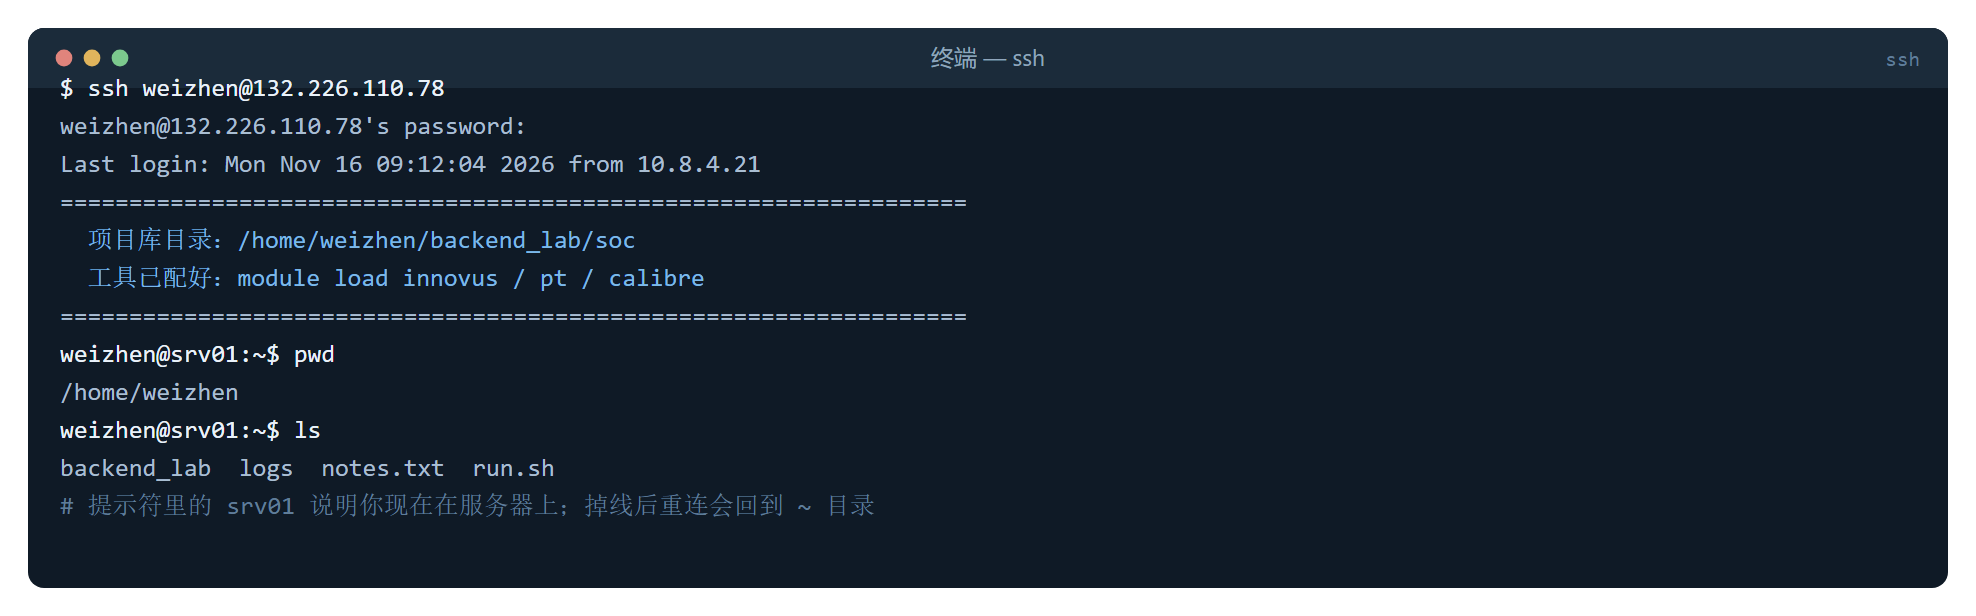 终端 — ssh
ssh
$ ssh weizhen@132.226.110.78
weizhen@132.226.110.78's password:
Last login: Mon Nov 16 09:12:04 2026 from 10.8.4.21
==================================================================
项目库目录：/home/weizhen/backend_lab/soc
工具已配好：module load innovus / pt / calibre
==================================================================
weizhen@srv01:~$ pwd
/home/weizhen
weizhen@srv01:~$ ls
backend_lab  logs  notes.txt  run.sh
# 提示符里的 srv01 说明你现在在服务器上；掉线后重连会回到 ~ 目录